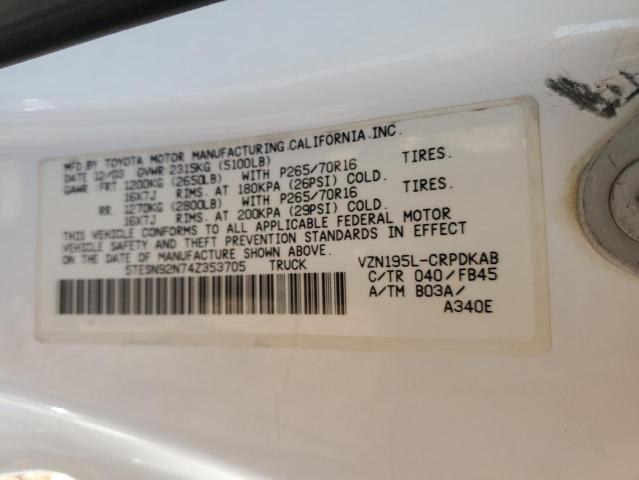 MFD BY TOYOTA MOTOR MANUFACTURING,CALIFORNIA.INC.
DATE 12/03 GVWR 2315KG (5100LB)
GAWR FRT. 1200KG (2650LB) WITH P265/70R16 TIRES.
16X7J RIMS. AT 180KPA (26PSI) COLD.
RR. 1270KG (2800LB) WITH P265/70R16 TIRES.
16X7J RIMS. AT 200KPA (29PSI) COLD.
THIS VEHICLE CONFORMS TO ALL APPLICABLE FEDERAL MOTOR
VEHICLE SAFETY AND THEFT PREVENTION STANDARDS IN EFFECT
ON THE DATE OF MANUFACTURE SHOWN ABOVE.
5TESN92N74Z353705 TRUCK
VZN195L-CRPDKAB
C/TR 040/FB45
A/TM B03A/
A340E